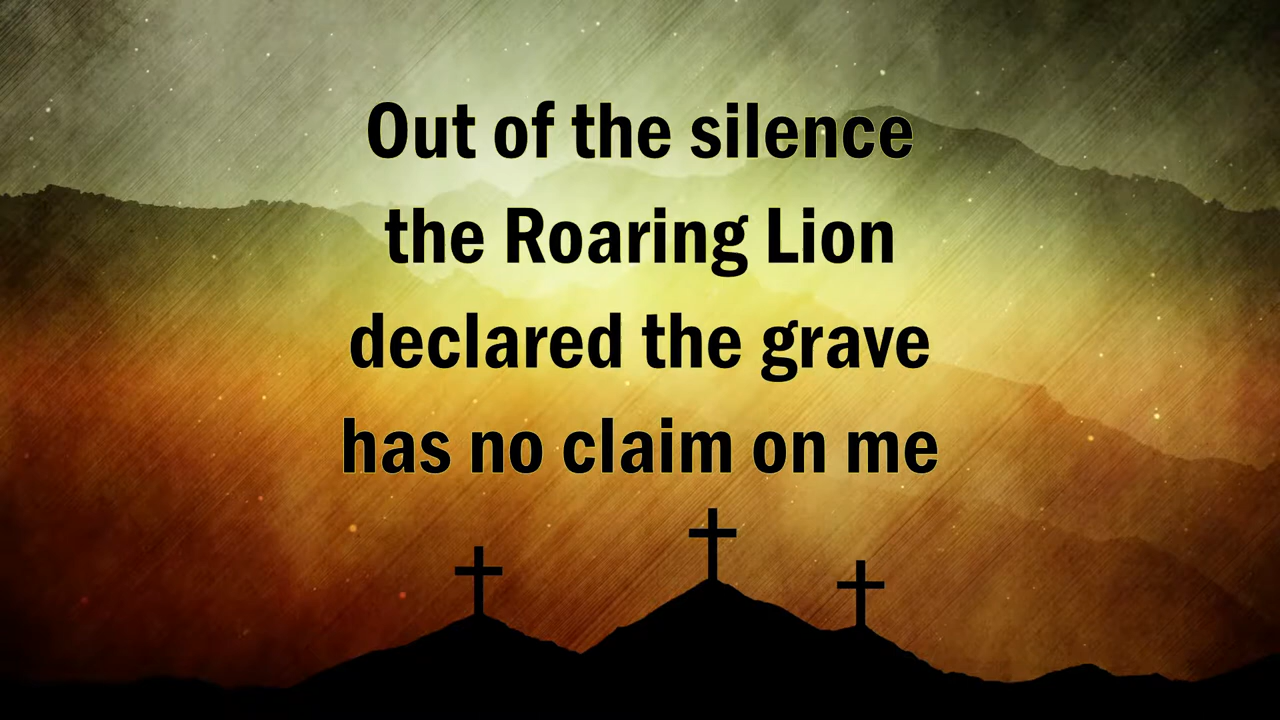 Out of the silence
the Roaring Lion
declared the grave
has no claim on me